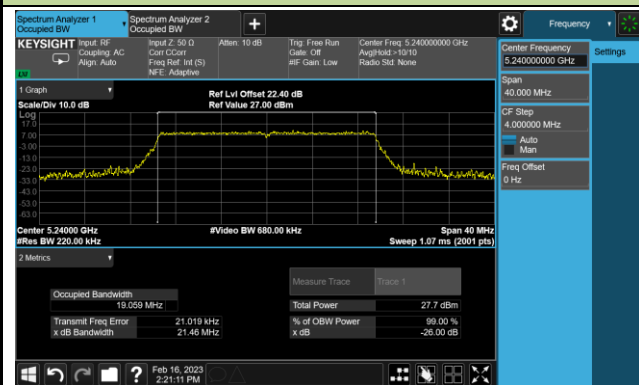 Spectrum Analyzer 1
Occupied BW
Spectrum Analyzer 2
Occupied BW
Frequency
KEYSIGHT
Input: RF
Coupling: AC
Align: Auto
Input Z: 50 Ω
Corr CCorr
Freq Ref: Int (S)
NFE: Adaptive
Atten: 10 dB
Trig: Free Run
Gate: Off
#IF Gain: Low
Center Freq: 5.240000000 GHz
Avg|Hold:>10/10
Radio Std: None
LW
Center Frequency
5.240000000 GHz
Settings
Span
40.000 MHz
CF Step
4.000000 MHz
Auto
Man
Freq Offset
0 Hz
1 Graph
Scale/Div 10.0 dB
Ref Lvl Offset 22.40 dB
Ref Value 27.00 dBm
Log
17.0
7.00
-3.00
-13.0
-23.0
-33.0
-43.0
-53.0
-63.0
Center 5.24000 GHz
#Res BW 220.00 kHz
#Video BW 680.00 kHz
Span 40 MHz
Sweep 1.07 ms (2001 pts)
2 Metrics
Measure Trace
Trace 1
Occupied Bandwidth
19.059 MHz
Total Power
27.7 dBm
Transmit Freq Error
21.019 kHz
% of OBW Power
99.00 %
x dB Bandwidth
21.46 MHz
x dB
-26.00 dB
?
Feb 16, 2023
2:21:11 PM